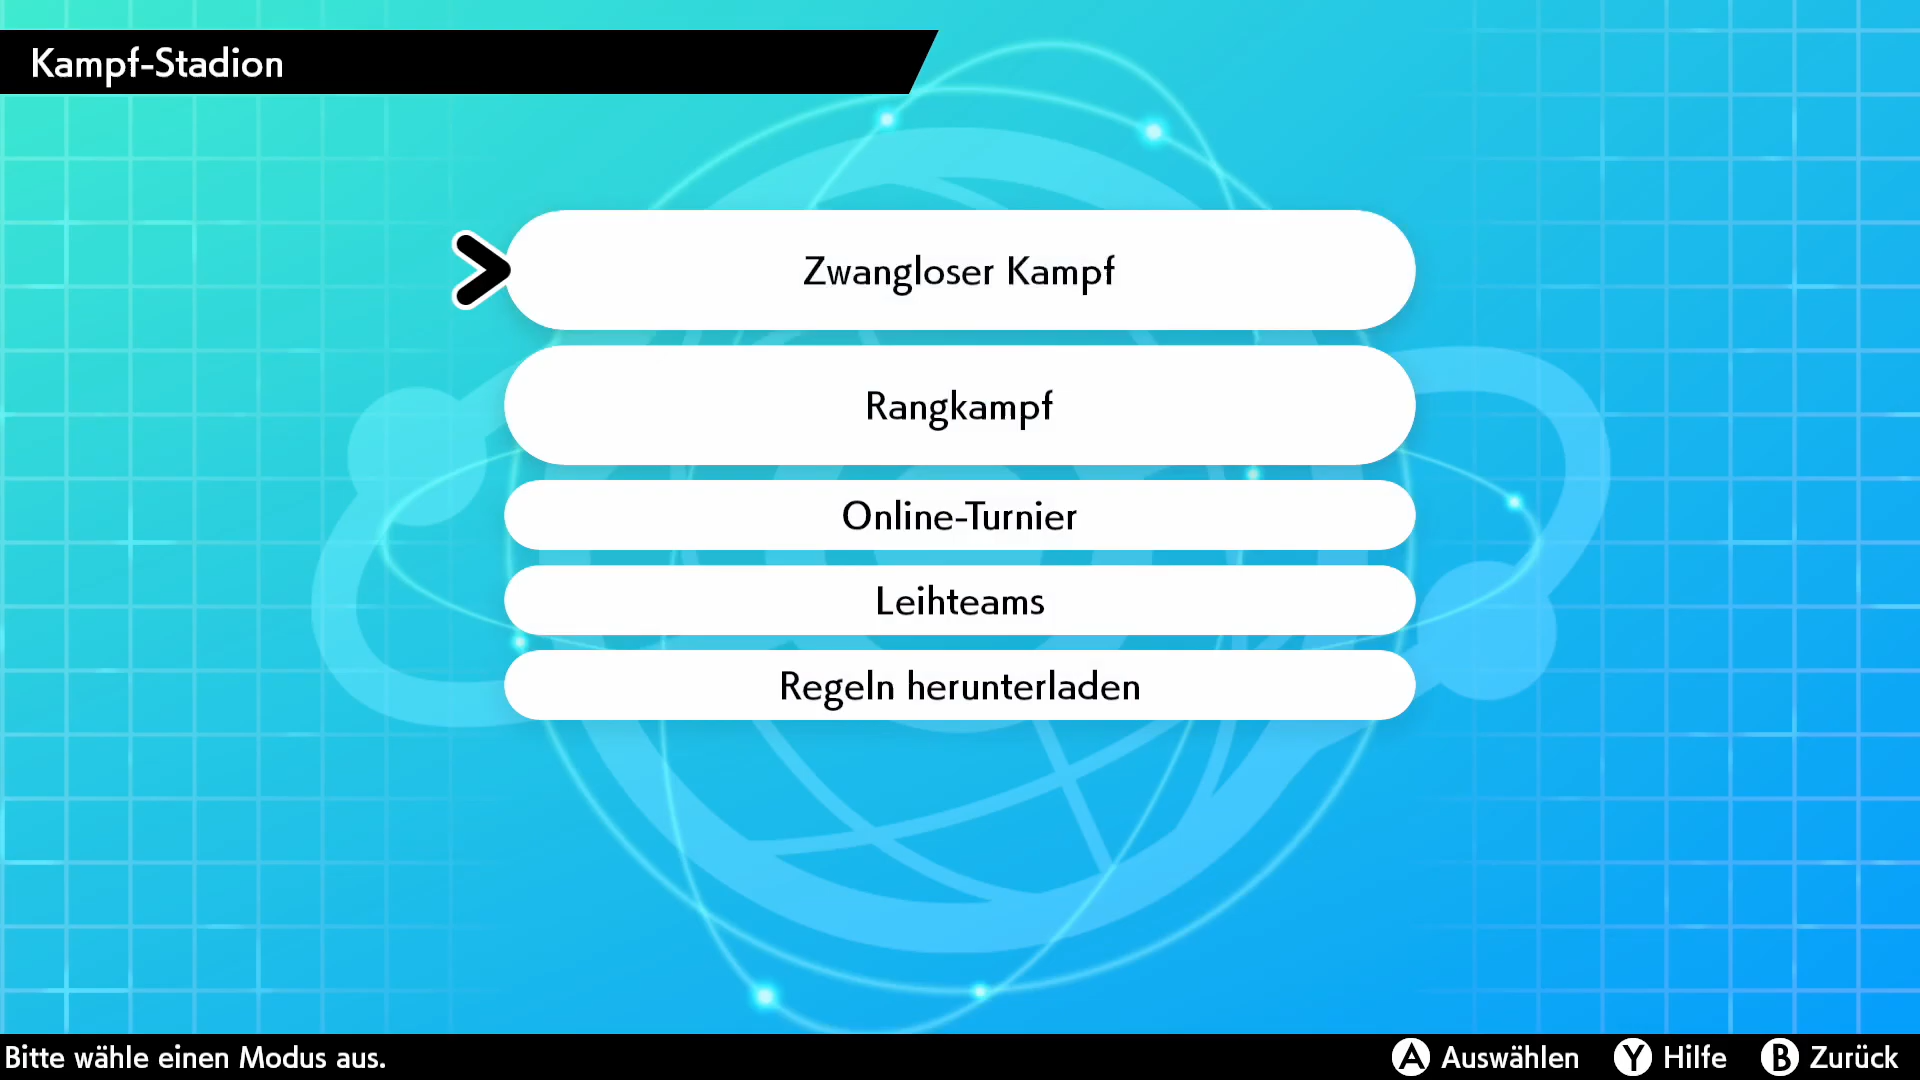 Kampf-Stadion
Zwangloser Kampf
Rangkampf
Online-Turnier
Leihteams
Regeln herunterladen
Bitte wähle einen Modus aus.
A Auswählen Y Hilfe B Zurück